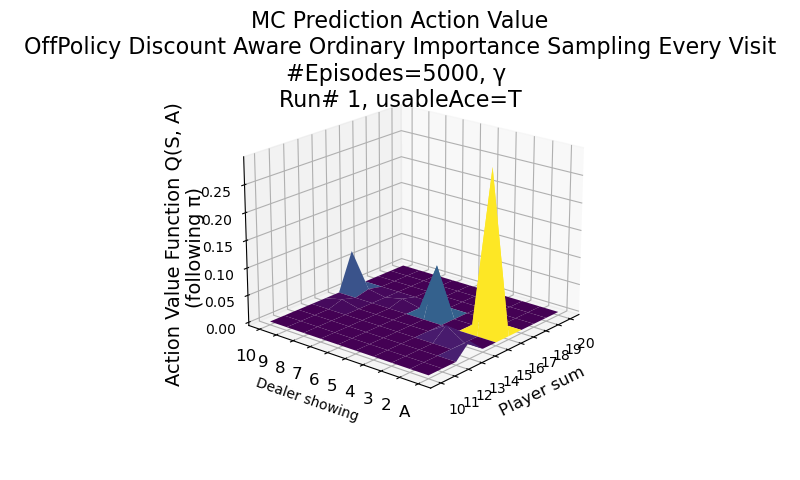 MC Prediction Action Value
OffPolicy Discount Aware Ordinary Importance Sampling Every Visit
#Episodes=5000, γ
Run# 1, usableAce=T
Action Value Function Q(S, A)
(following π)
0.25
0.20
0.15
0.10
0.05
0.00
10 9 8 7 6 5 4 3 2 A
Dealer showing
10 11 12 13 14 15 16 17 18 19 20
Player sum